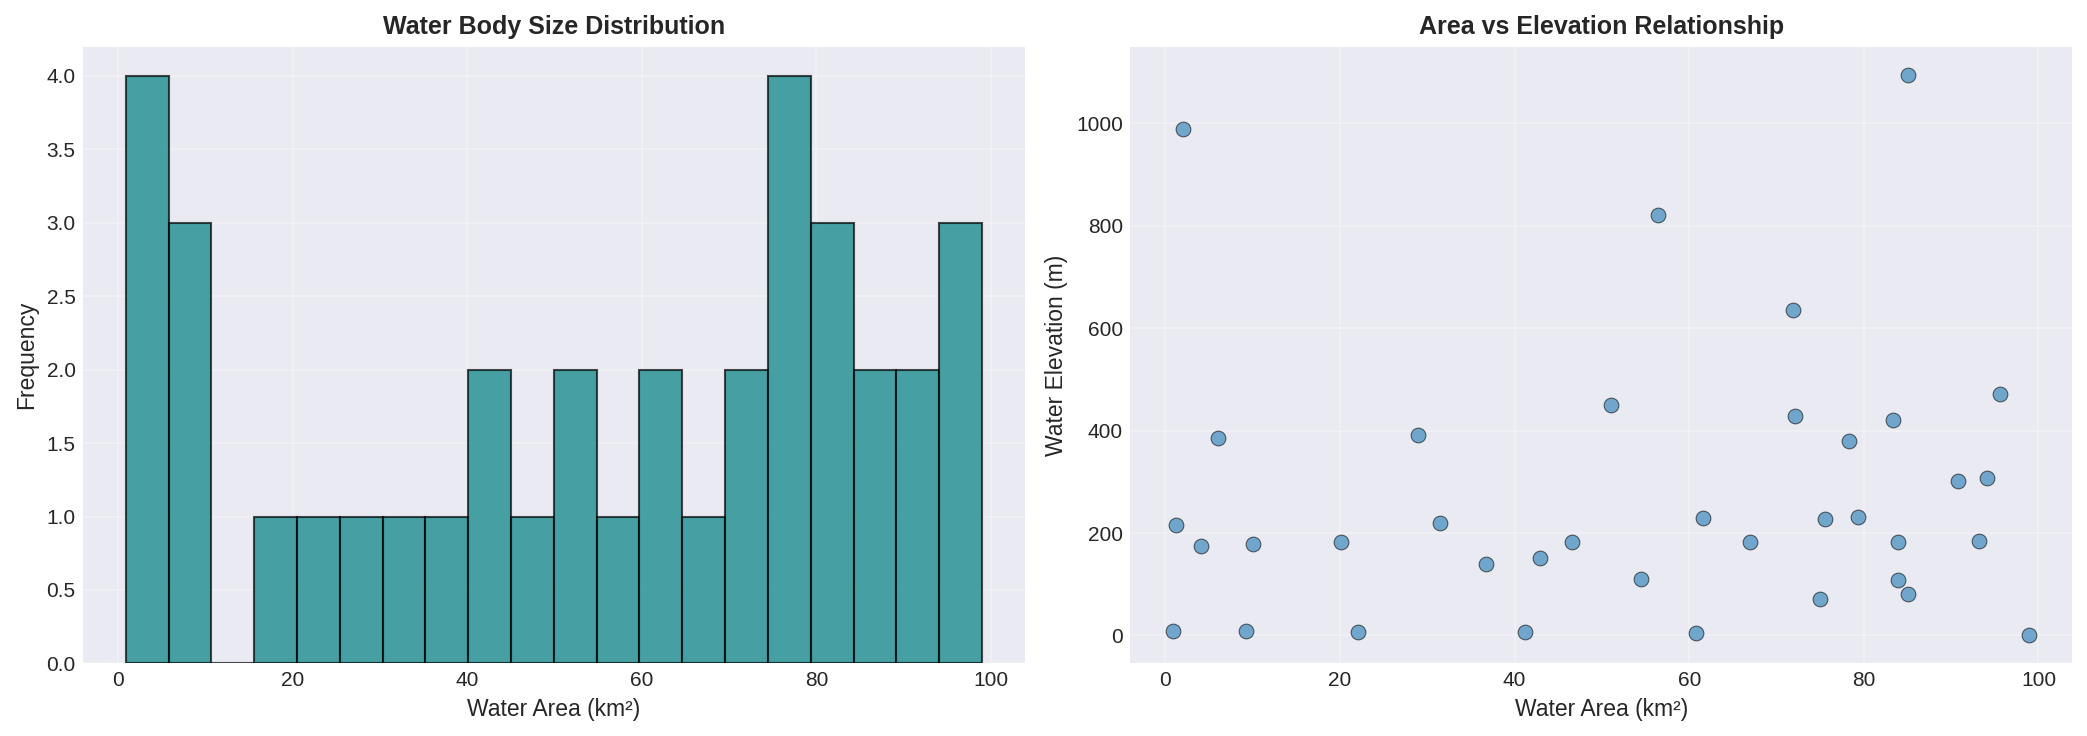 Water Body Size Distribution
4.0
3.5
3.0
2.5
2.0
1.5
1.0
0.5
0.0
Frequency
0 20 40 60 80 100
Water Area (km²)
Area vs Elevation Relationship
1000
800
600
400
200
0
Water Elevation (m)
0 20 40 60 80 100
Water Area (km²)